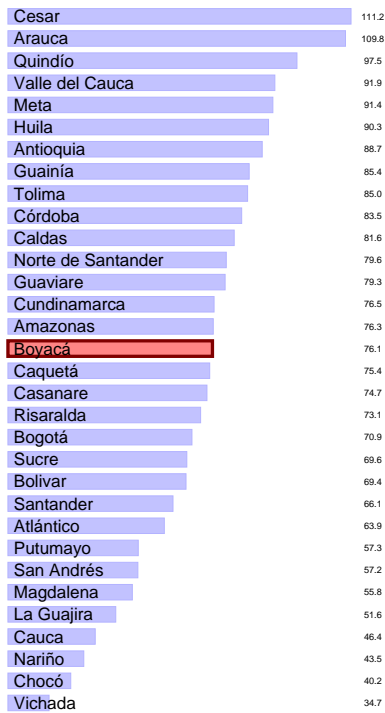 Cesar 111.2
Arauca 109.8
Quindío 97.5
Valle del Cauca 91.9
Meta 91.4
Huila 90.3
Antioquia 88.7
Guainía 85.4
Tolima 85.0
Córdoba 83.5
Caldas 81.6
Norte de Santander 79.6
Guaviare 79.3
Cundinamarca 76.5
Amazonas 76.3
Boyacá 76.1
Caquetá 75.4
Casanare 74.7
Risaralda 73.1
Bogotá 70.9
Sucre 69.6
Bolivar 69.4
Santander 66.1
Atlántico 63.9
Putumayo 57.3
San Andrés 57.2
Magdalena 55.8
La Guajira 51.6
Cauca 46.4
Nariño 43.5
Chocó 40.2
Vichada 34.7